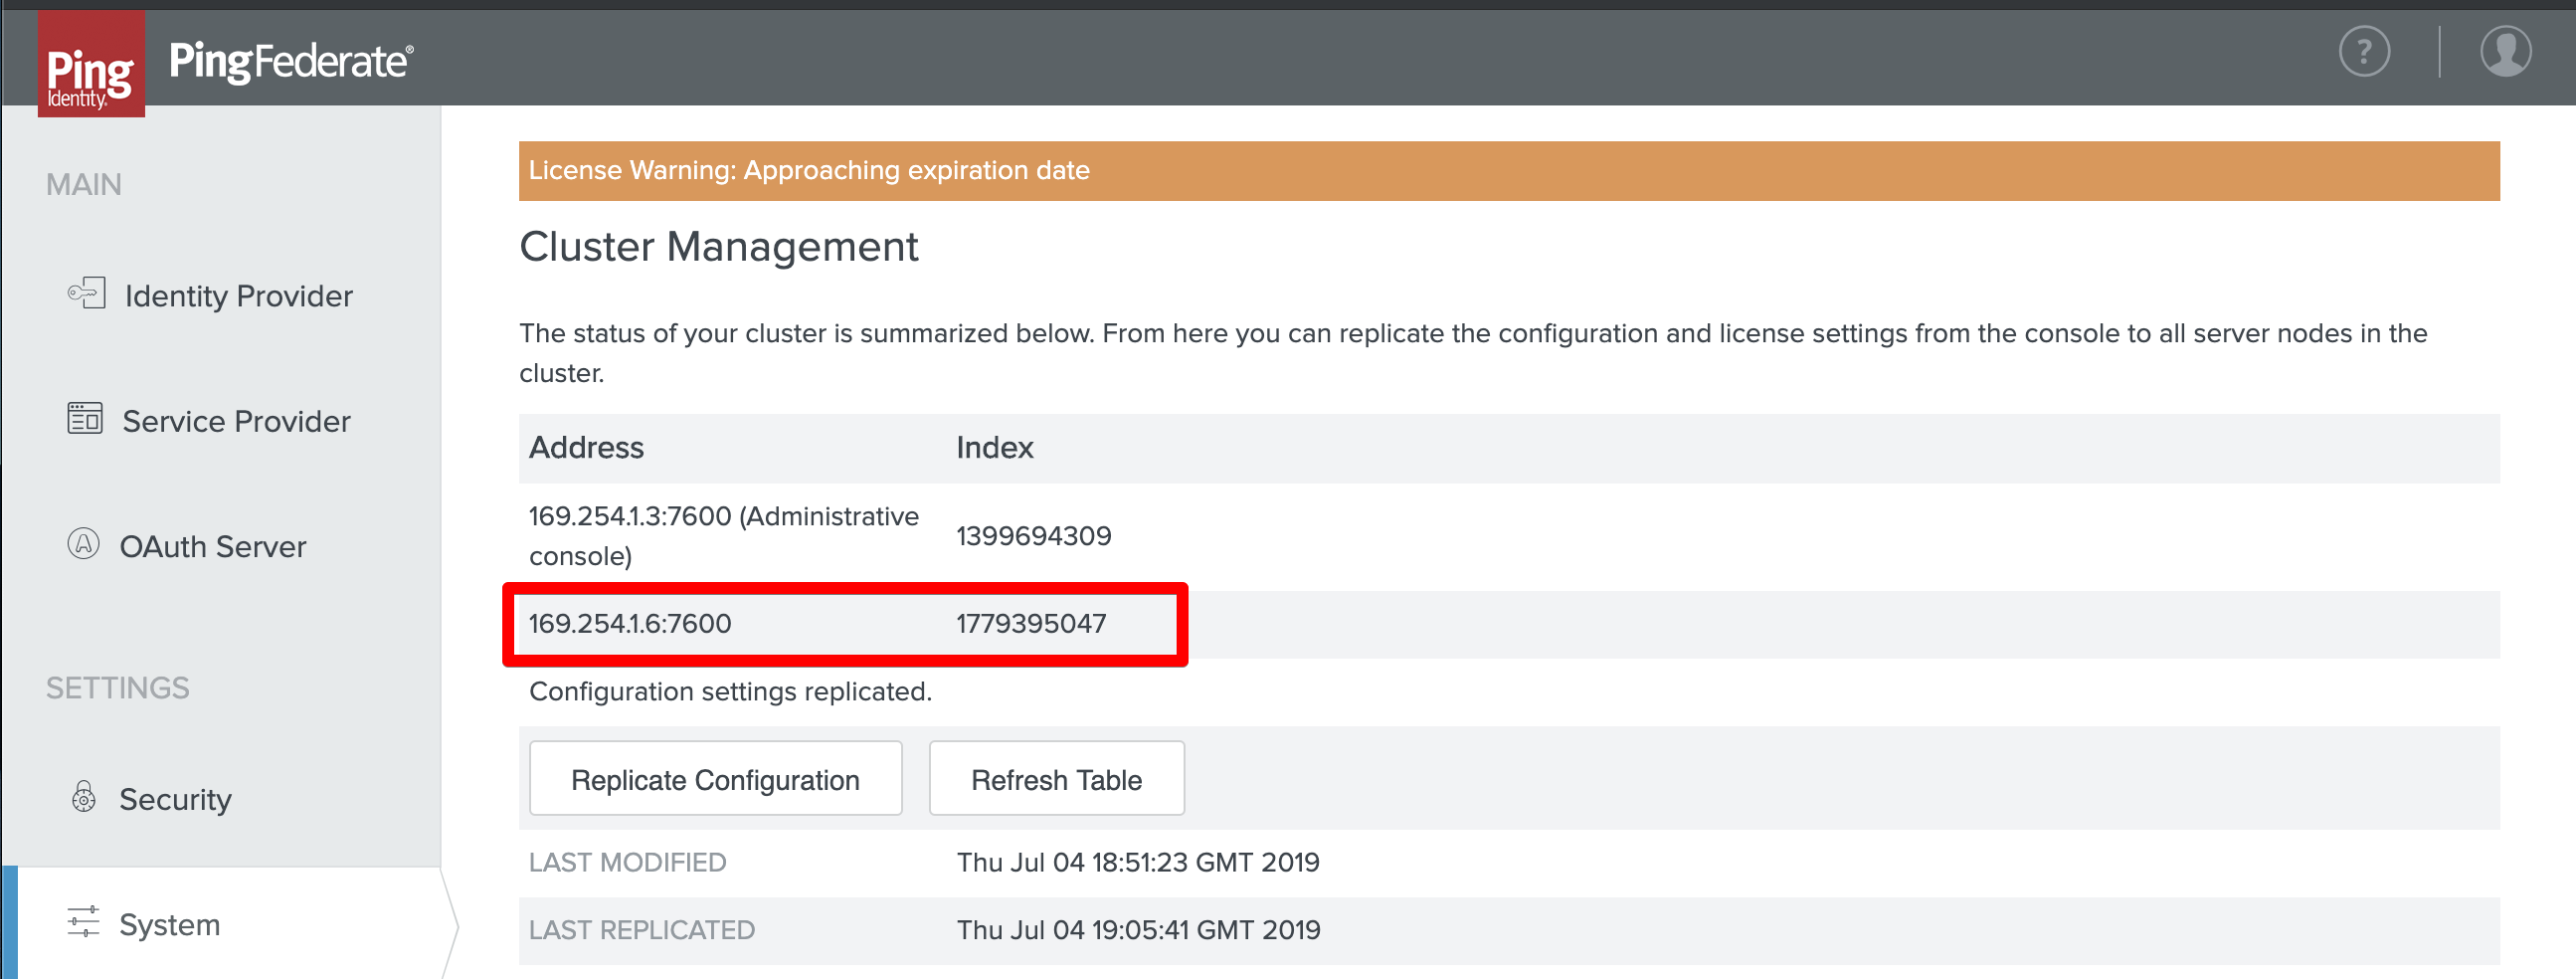 Ping
Identity.
PingFederate®
?
MAIN
Identity Provider
Service Provider
OAuth Server
SETTINGS
Security
System
License Warning: Approaching expiration date
Cluster Management
The status of your cluster is summarized below. From here you can replicate the configuration and license settings from the console to all server nodes in the
cluster.
Address Index
169.254.1.3:7600 (Administrative
console) 1399694309
169.254.1.6:7600 1779395047
Configuration settings replicated.
Replicate Configuration Refresh Table
LAST MODIFIED Thu Jul 04 18:51:23 GMT 2019
LAST REPLICATED Thu Jul 04 19:05:41 GMT 2019